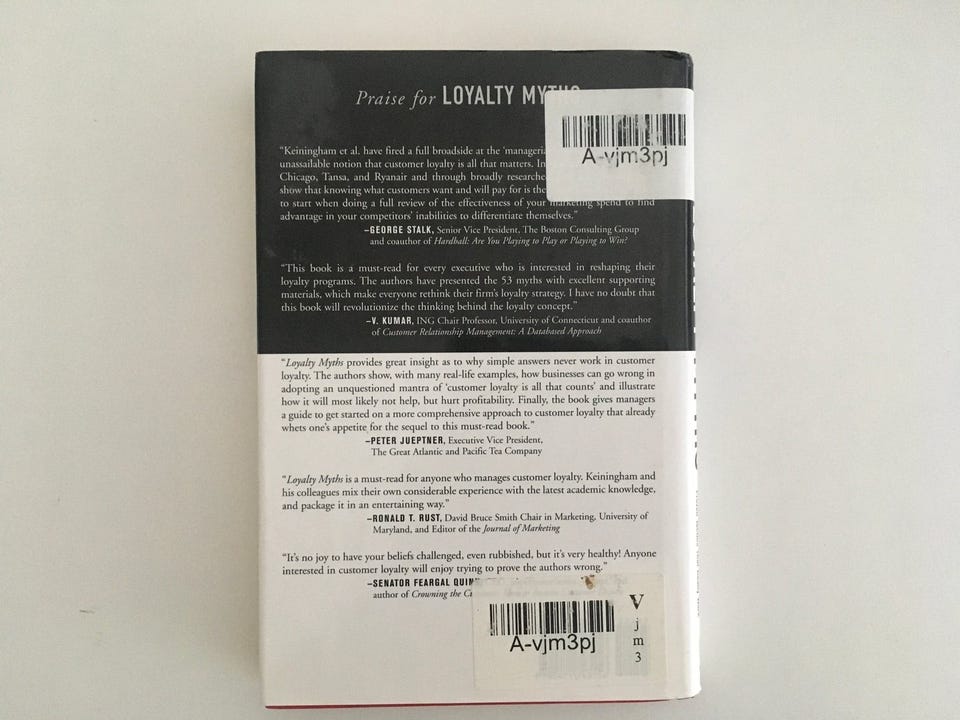 Praise for LOYALTY MYTHS
A-vjm3pj
“Keiningham et al. have fired a full broadside at the ‘manageria
unassailable notion that customer loyalty is all that matters. In
Chicago, Tansa, and Ryanair and through broadly researche
show that knowing what customers want and will pay for is the
to start when doing a full review of the effectiveness of your marketing spend to find
advantage in your competitors’ inabilities to differentiate themselves.”
–GEORGE STALK, Senior Vice President, The Boston Consulting Group
and coauthor of Hardball: Are You Playing to Play or Playing to Win?
“This book is a must-read for every executive who is interested in reshaping their
loyalty programs. The authors have presented the 53 myths with excellent supporting
materials, which make everyone rethink their firm’s loyalty strategy. I have no doubt that
this book will revolutionize the thinking behind the loyalty concept.”
–V. KUMAR, ING Chair Professor, University of Connecticut and coauthor
of Customer Relationship Management: A Databased Approach
“Loyalty Myths provides great insight as to why simple answers never work in customer
loyalty. The authors show, with many real-life examples, how businesses can go wrong in
adopting an unquestioned mantra of ‘customer loyalty is all that counts’ and illustrate
how it will most likely not help, but hurt profitability. Finally, the book gives managers
a guide to get started on a more comprehensive approach to customer loyalty that already
whets one’s appetite for the sequel to this must-read book.”
–PETER JUEPTNER, Executive Vice President,
The Great Atlantic and Pacific Tea Company
“Loyalty Myths is a must-read for anyone who manages customer loyalty. Keiningham and
his colleagues mix their own considerable experience with the latest academic knowledge,
and package it in an entertaining way.”
–RONALD T. RUST, David Bruce Smith Chair in Marketing, University of
Maryland, and Editor of the Journal of Marketing
“It’s no joy to have your beliefs challenged, even rubbished, but it’s very healthy! Anyone
interested in customer loyalty will enjoy trying to prove the authors wrong.”
–SENATOR FEARGAL QUIN
author of Crowning the C
A-vjm3pj
V
j
m
3